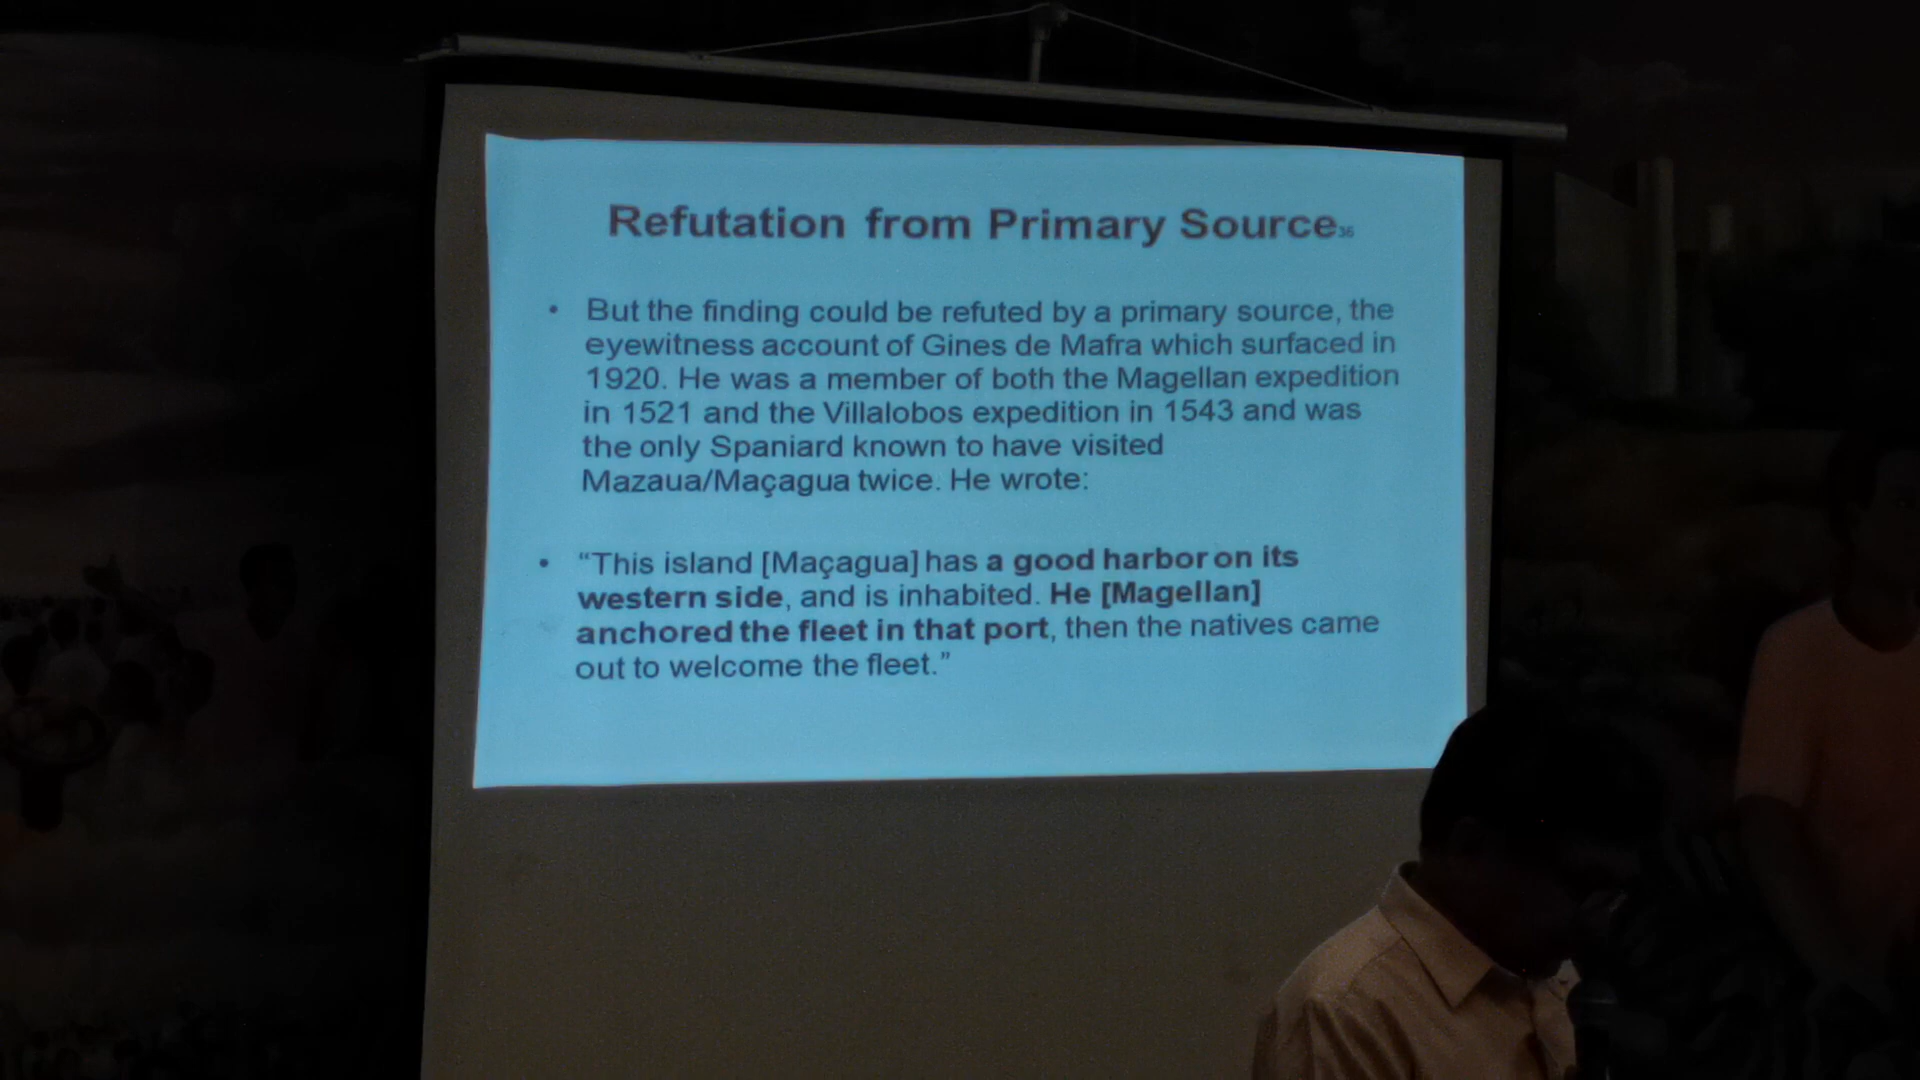 Refutation from Primary Source36
• But the finding could be refuted by a primary source, the
eyewitness account of Gines de Mafra which surfaced in
1920. He was a member of both the Magellan expedition
in 1521 and the Villalobos expedition in 1543 and was
the only Spaniard known to have visited
Mazaua/Maçagua twice. He wrote:
• “This island [Maçagua] has a good harbor on its
western side, and is inhabited. He [Magellan]
anchored the fleet in that port, then the natives came
out to welcome the fleet.”